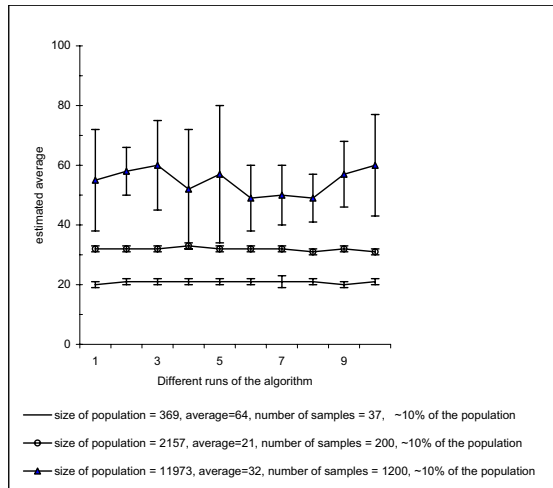 100
80
60
40
20
0
estimated average
1 3 5 7 9
Different runs of the algorithm
size of population = 369, average=64, number of samples = 37, ~10% of the population
size of population = 2157, average=21, number of samples = 200, ~10% of the population
size of population = 11973, average=32, number of samples = 1200, ~10% of the population